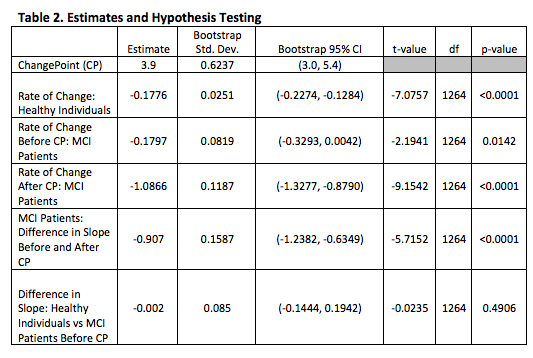 Table 2. Estimates and Hypothesis Testing
Estimate Bootstrap Std. Dev. Bootstrap 95% CI t-value df p-value
ChangePoint (CP) 3.9 0.6237 (3.0, 5.4)
Rate of Change:
Healthy Individuals -0.1776 0.0251 (-0.2274, -0.1284) -7.0757 1264 <0.0001
Rate of Change
Before CP: MCI -0.1797 0.0819 (-0.3293, 0.0042) -2.1941 1264 0.0142
Patients
Rate of Change
After CP: MCI -1.0866 0.1187 (-1.3277, -0.8790) -9.1542 1264 <0.0001
Patients
MCI Patients:
Difference in Slope
Before and After -0.907 0.1587 (-1.2382, -0.6349) -5.7152 1264 <0.0001
CP
Difference in
Slope: Healthy -0.002 0.085 (-0.1444, 0.1942) -0.0235 1264 0.4906
Individuals vs MCI
Patients Before CP